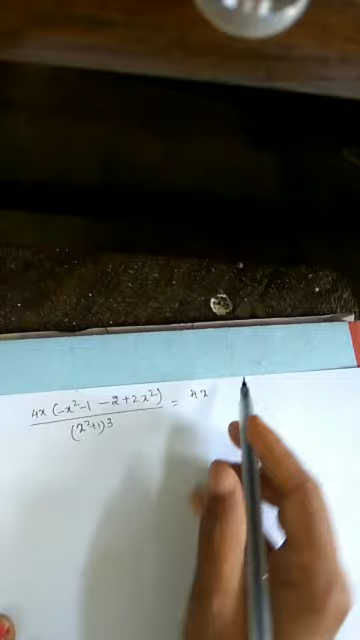 4x(-x²-1-2+2x²)/(x²+1)³ = 4x